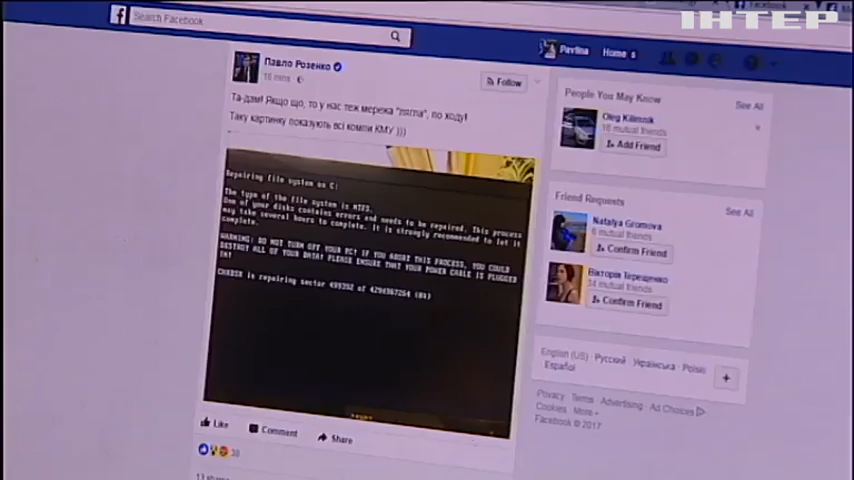 ІНТЕР
Search Facebook
Facebook
Pavlina
Home 8
Павло Розенко
16 mins
Follow
Та-дам! Якщо що, то у нас теж мережа "лягла", по ходу!
Таку картинку показують всі компи КМУ )))
Repairing file system on C:
The type of the file system is NTFS.
One of your disks contains errors and needs to be repaired. This process
may take several hours to complete. It is strongly recommended to let it
complete.
WARNING: DO NOT TURN OFF YOUR PC! IF YOU ABORT THIS PROCESS, YOU COULD
DESTROY ALL OF YOUR DATA! PLEASE ENSURE THAT YOUR POWER CABLE IS PLUGGED
IN!
CHKDSK is repairing sector of 4294967264 (0%)
Like
Comment
Share
38
People You May Know
See All
Oleg Kilimnik
16 mutual friends
Add Friend
Friend Requests
See All
Natalya Gromova
6 mutual friends
Confirm Friend
Вікторія Терещенко
34 mutual friends
Confirm Friend
English (US) · Русский · Українська · Polski
Español
Privacy · Terms · Advertising · Ad Choices
Cookies · More
Facebook © 2017